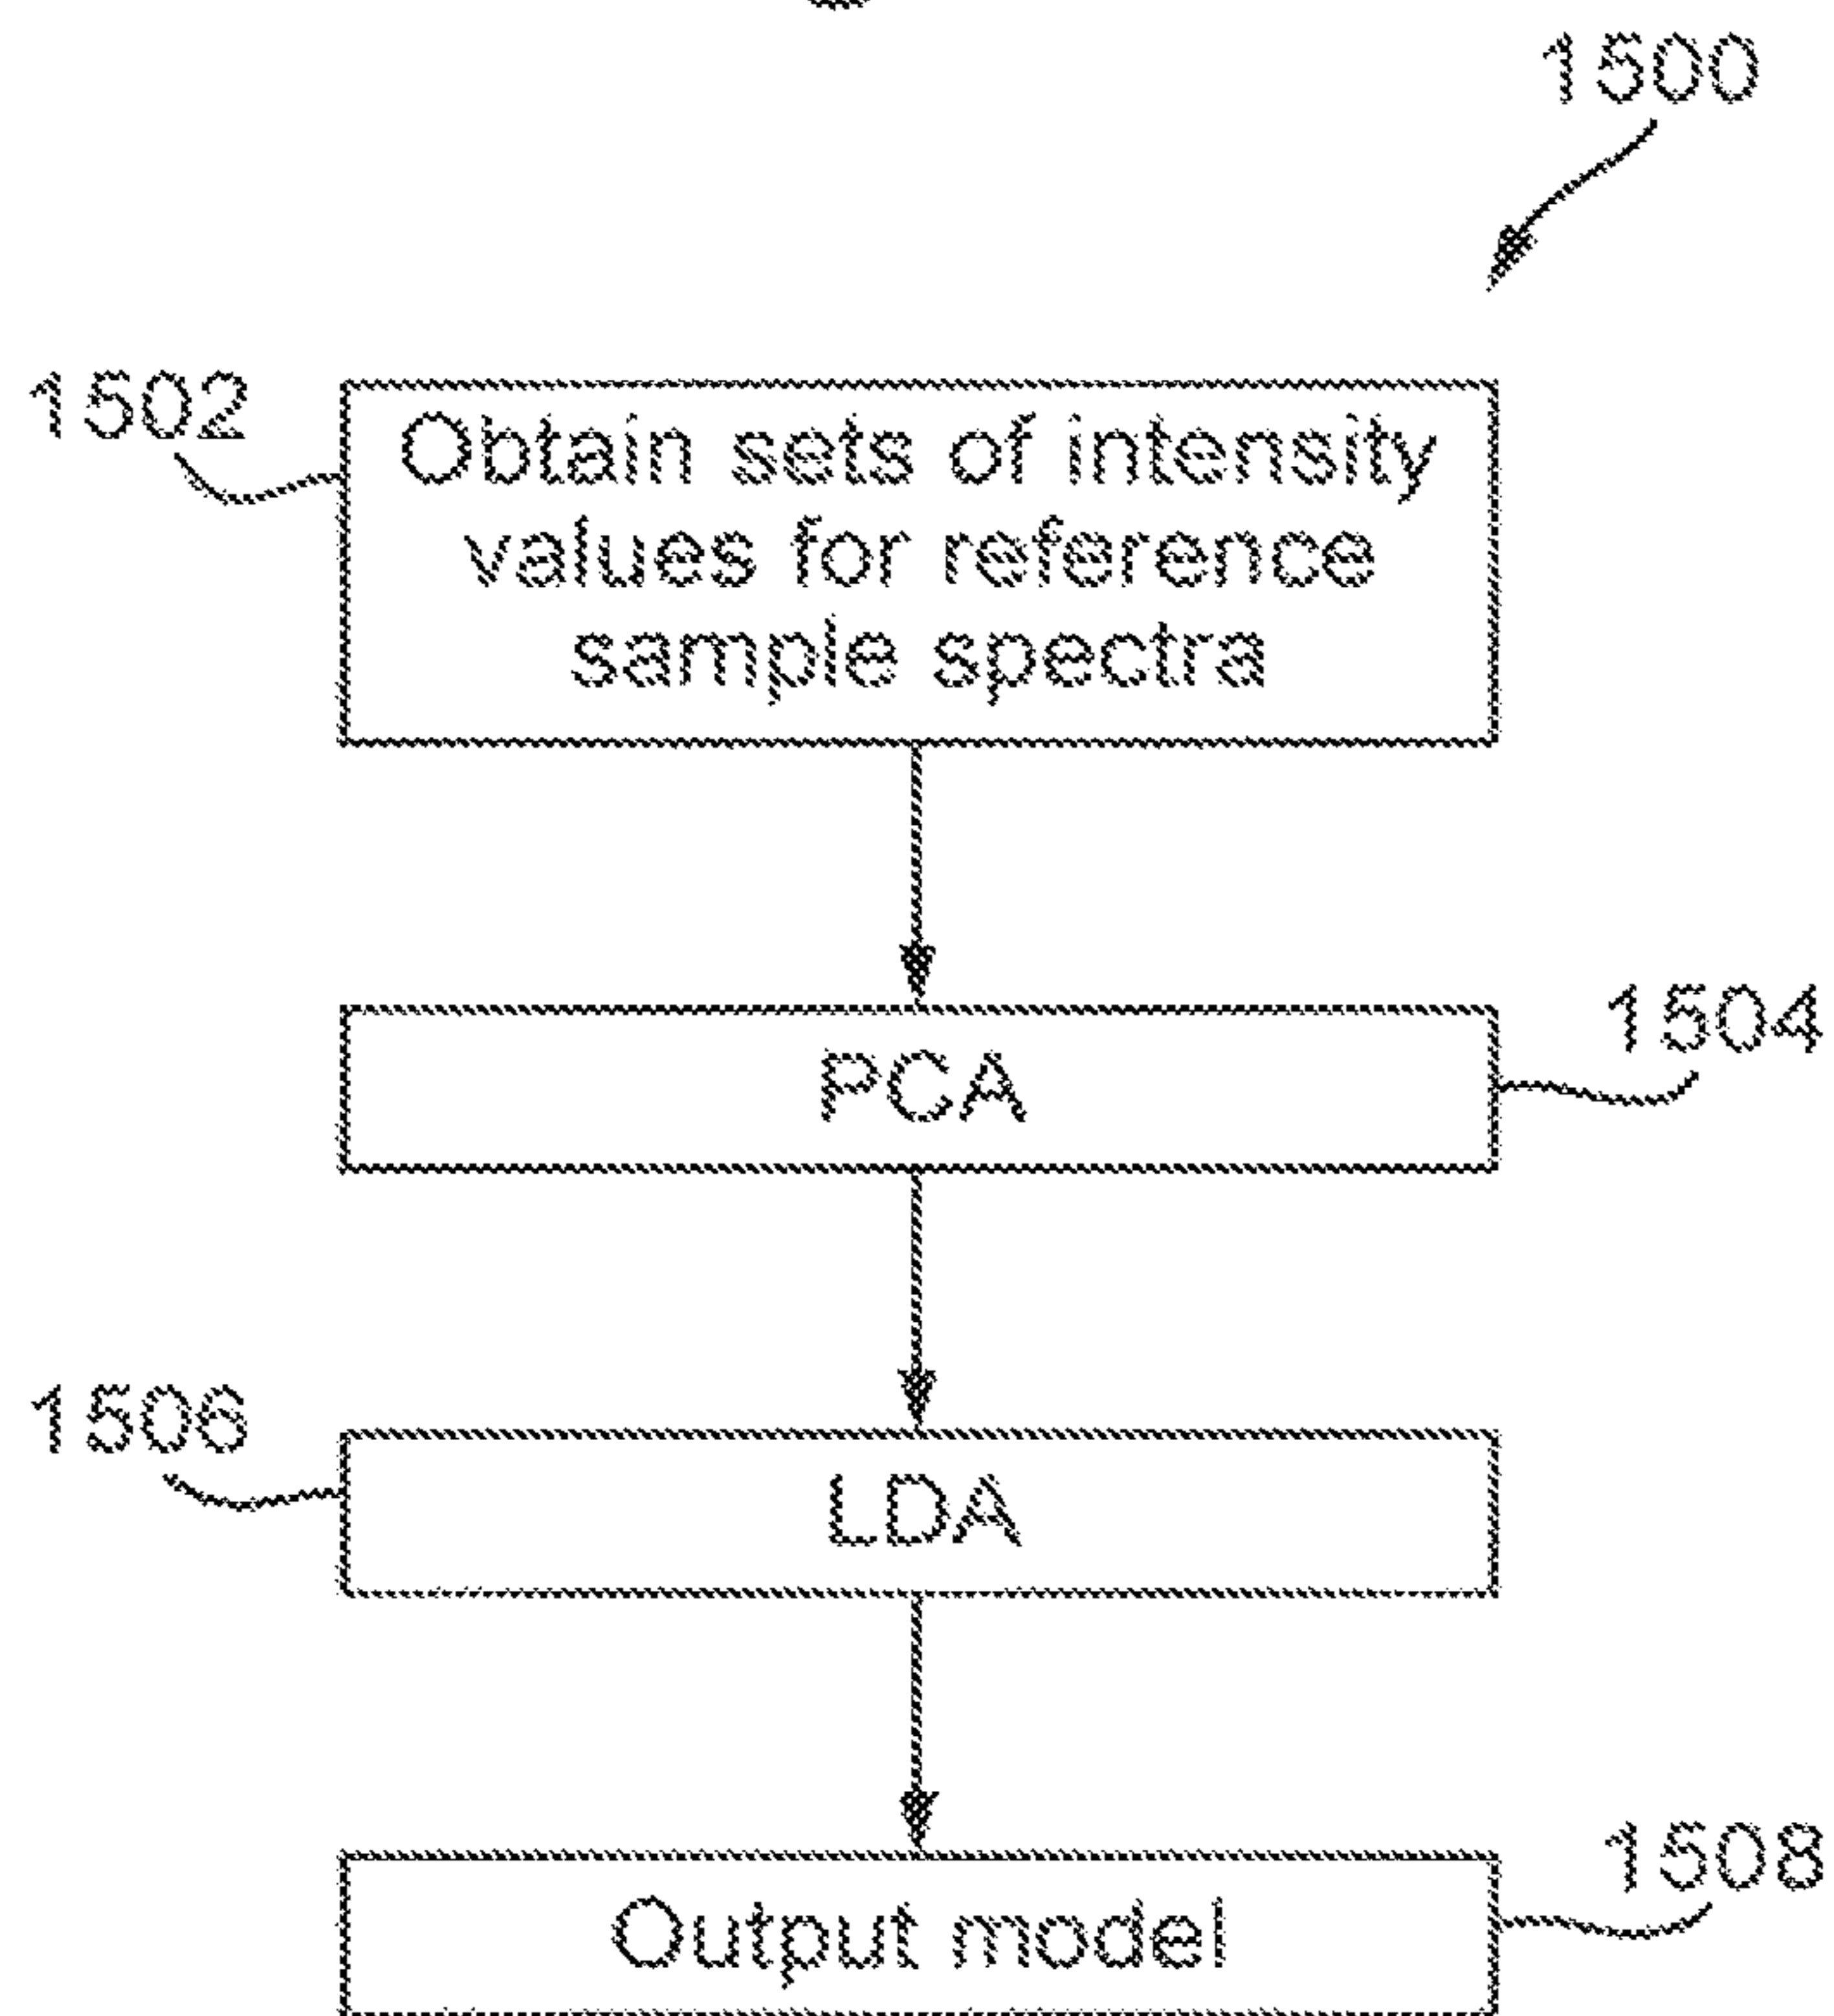 1500
1502
Obtain sets of intensity
values for reference
sample spectra
PCA
1504
1506
LDA
Output model
1508